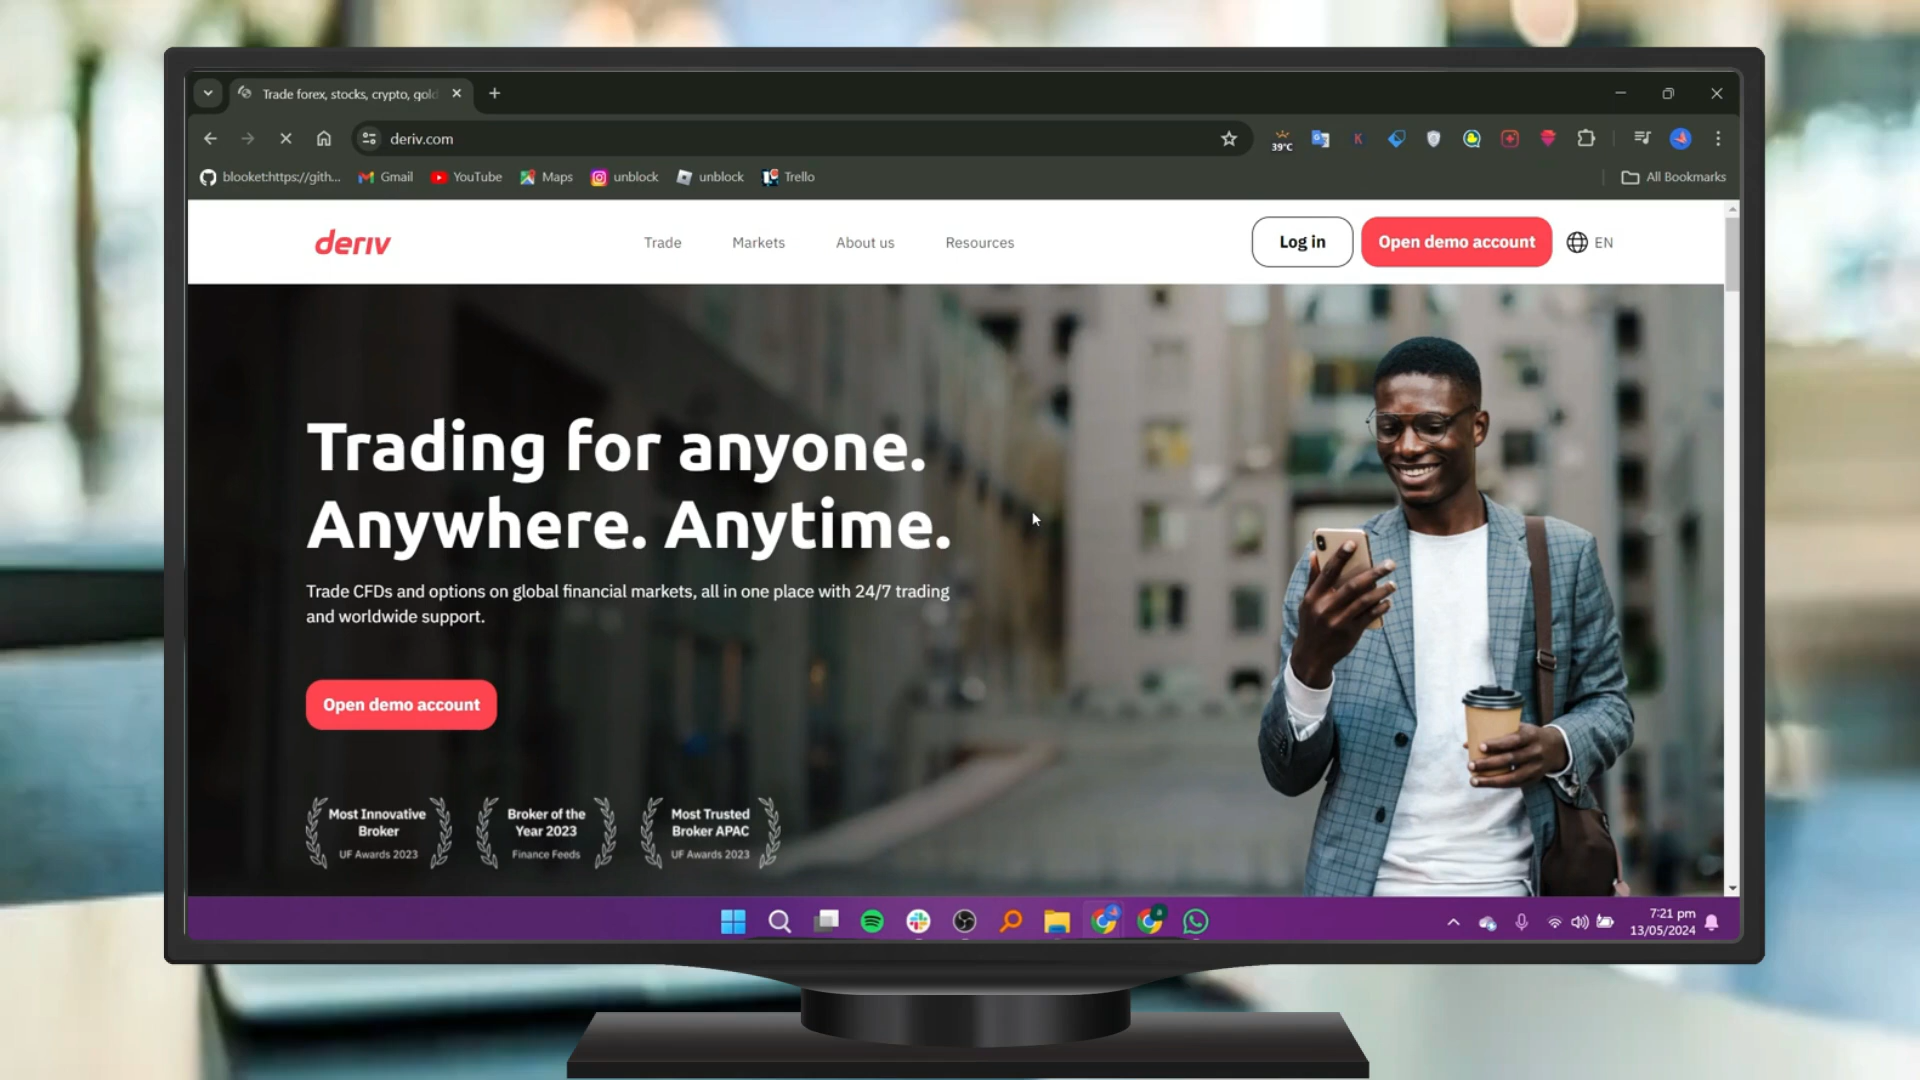 Trade forex, stocks, crypto, gold
deriv.com
39°C
K
blooket:https://gith...
Gmail
YouTube
Maps
unblock
unblock
Trello
All Bookmarks
deriv
Trade
Markets
About us
Resources
Log in
Open demo account
EN
Trading for anyone.
Anywhere. Anytime.
Trade CFDs and options on global financial markets, all in one place with 24/7 trading
and worldwide support.
Open demo account
Most Innovative
Broker
UF Awards 2023
Broker of the
Year 2023
Finance Feeds
Most Trusted
Broker APAC
UF Awards 2023
7:21 pm
13/05/2024